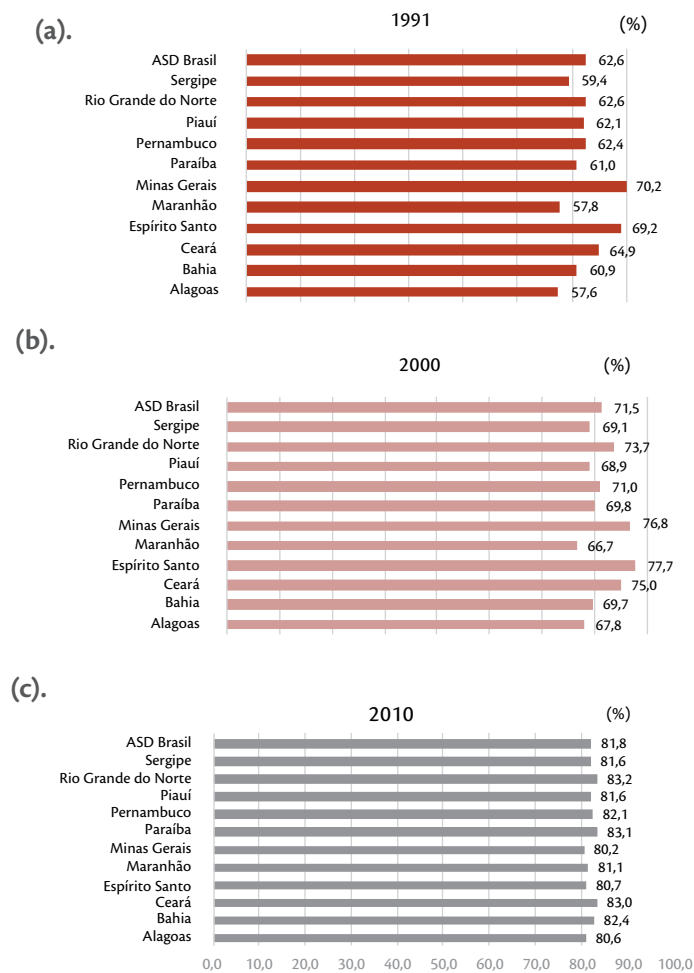 (a).
1991 (%)
ASD Brasil 62,6
Sergipe 59,4
Rio Grande do Norte 62,6
Piauí 62,1
Pernambuco 62,4
Paraíba 61,0
Minas Gerais 70,2
Maranhão 57,8
Espírito Santo 69,2
Ceará 64,9
Bahia 60,9
Alagoas 57,6
(b).
2000 (%)
ASD Brasil 71,5
Sergipe 69,1
Rio Grande do Norte 73,7
Piauí 68,9
Pernambuco 71,0
Paraíba 69,8
Minas Gerais 76,8
Maranhão 66,7
Espírito Santo 77,7
Ceará 75,0
Bahia 69,7
Alagoas 67,8
(c).
2010 (%)
ASD Brasil 81,8
Sergipe 81,6
Rio Grande do Norte 83,2
Piauí 81,6
Pernambuco 82,1
Paraíba 83,1
Minas Gerais 80,2
Maranhão 81,1
Espírito Santo 80,7
Ceará 83,0
Bahia 82,4
Alagoas 80,6
0,0 10,0 20,0 30,0 40,0 50,0 60,0 70,0 80,0 90,0 100,0